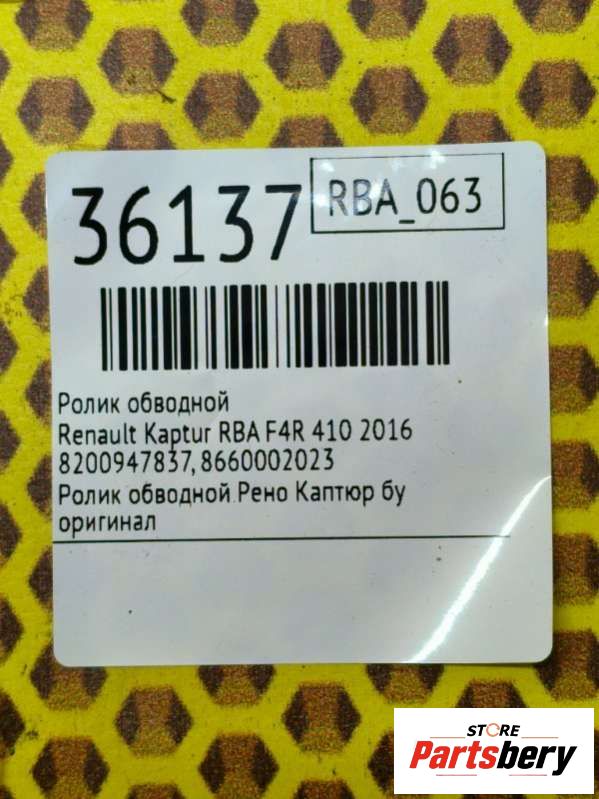 36137
RBA_063
Ролик обводной
Renault Kaptur RBA F4R 410 2016
8200947837, 8660002023
Ролик обводной Рено Каптюр бу
оригинал
STORE
Partsbery